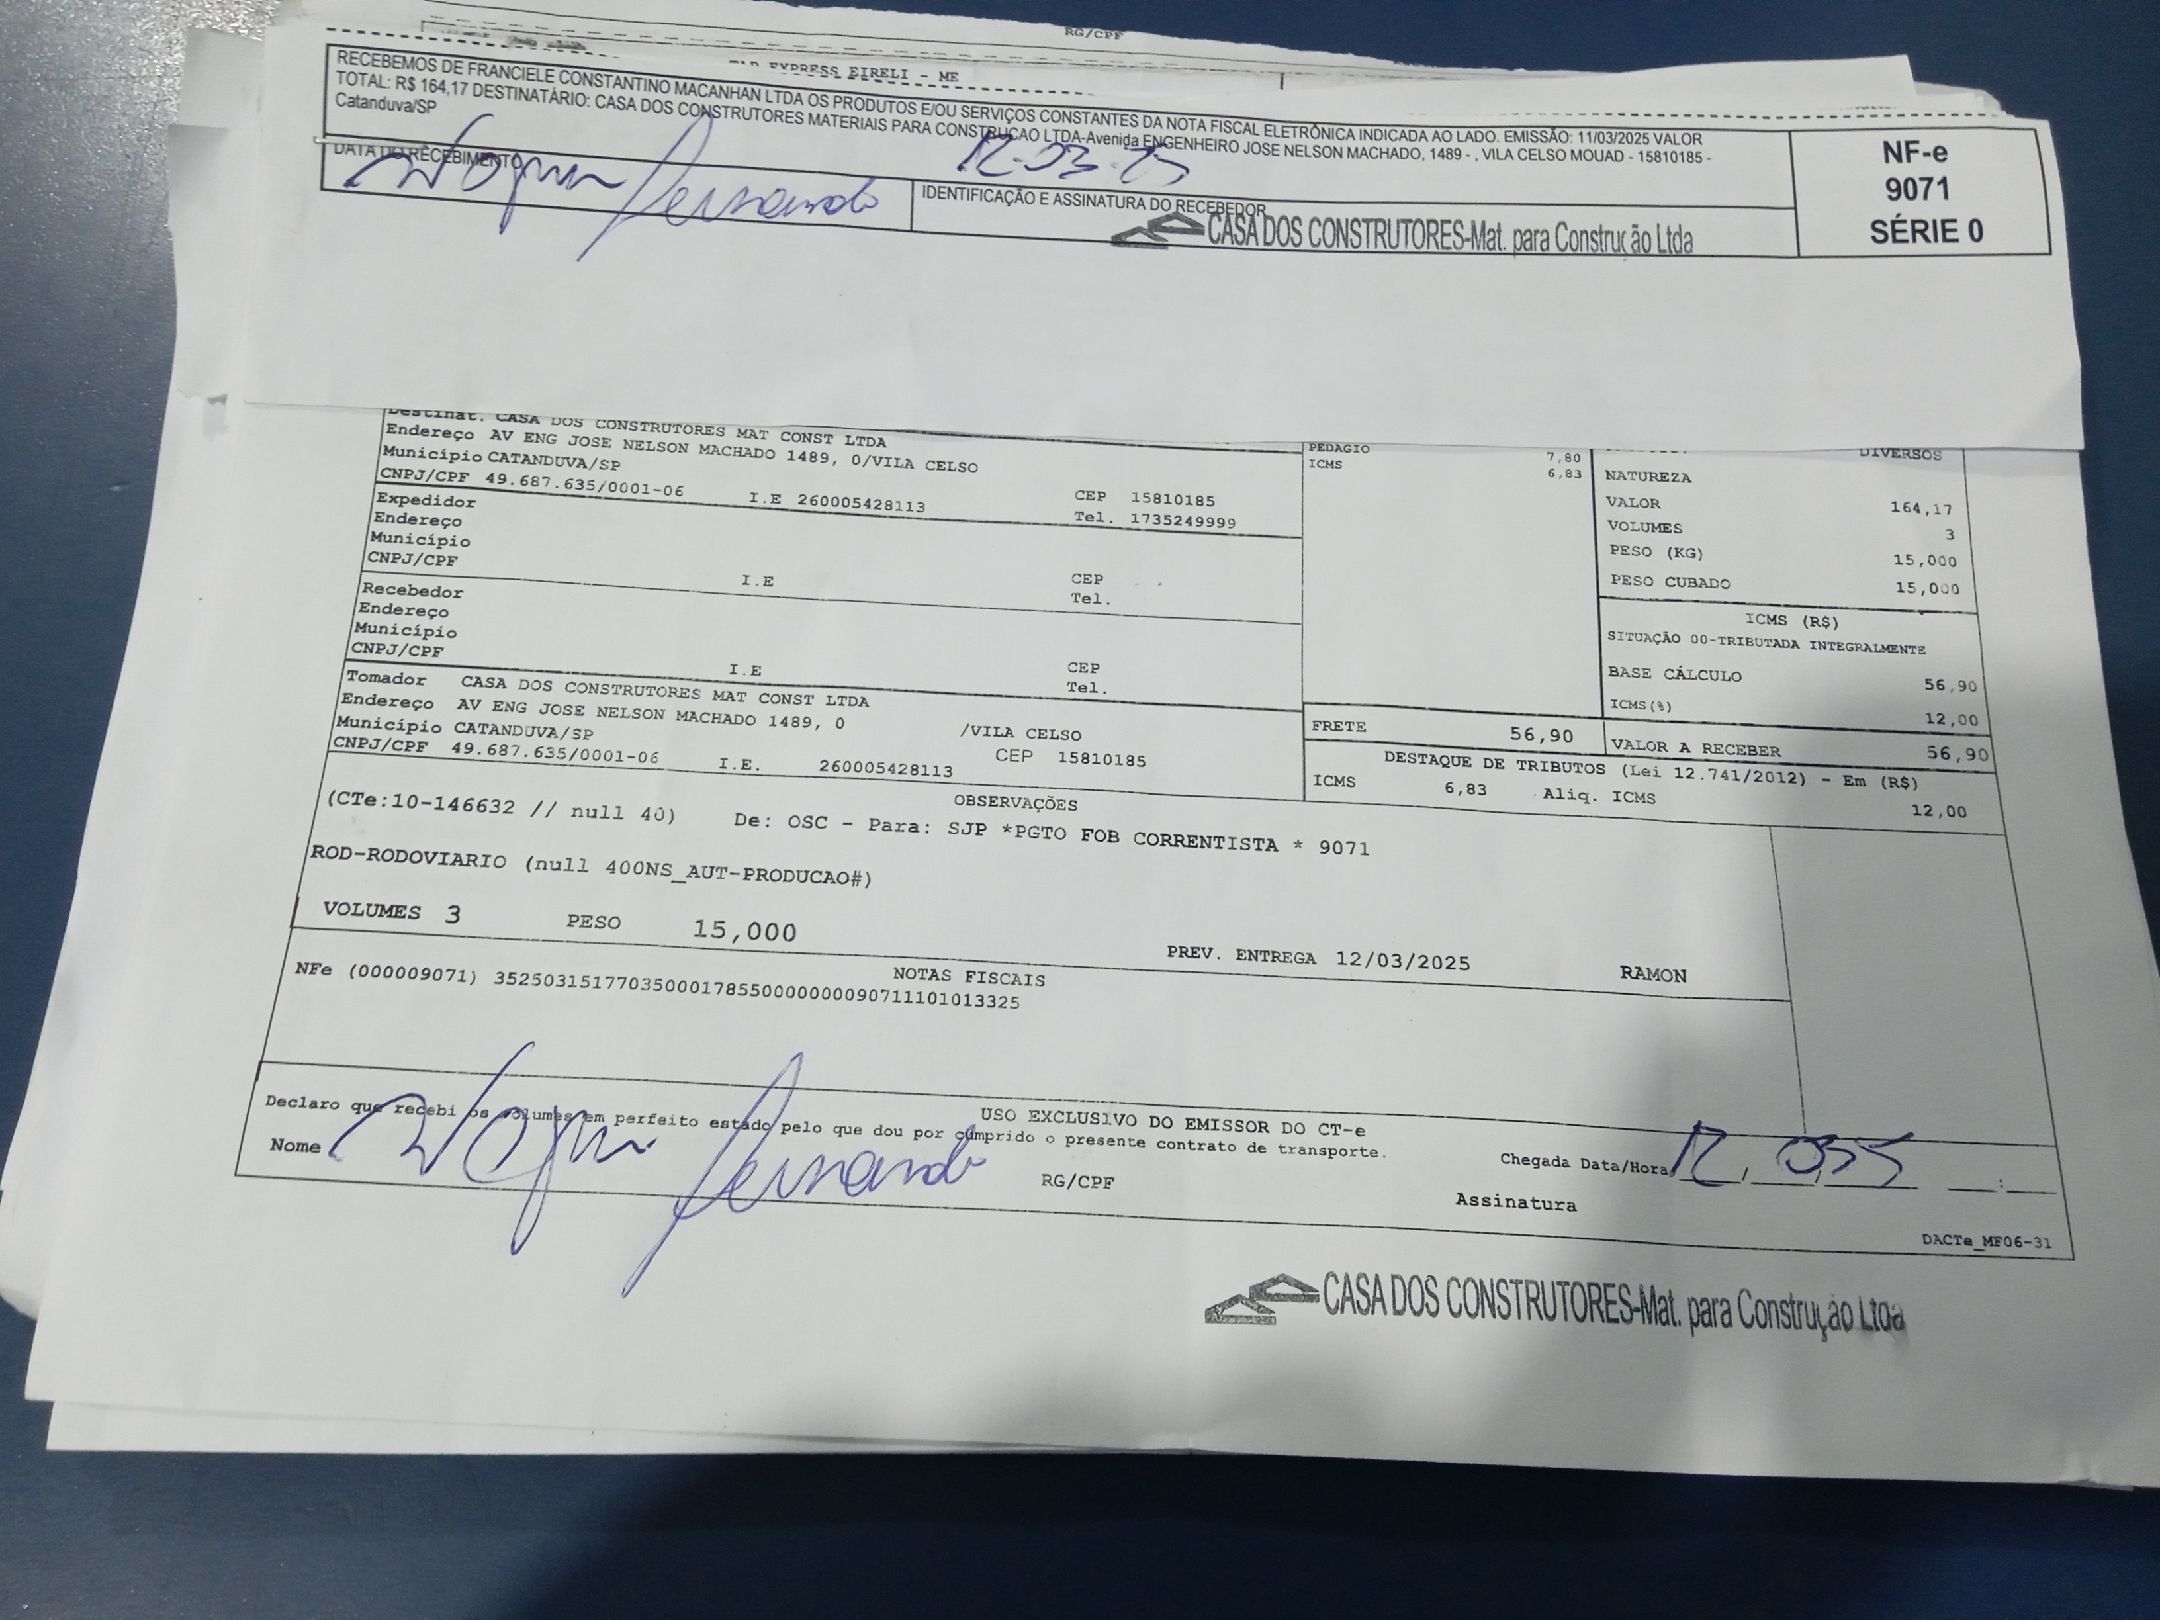 RG/CPF
EXPRESS EIRELI - ME
RECEBEMOS DE FRANCIELE CONSTANTINO MACANHAN LTDA OS PRODUTOS E/OU SERVIÇOS CONSTANTES DA NOTA FISCAL ELETRÔNICA INDICADA AO LADO. EMISSÃO: 11/03/2025 VALOR
TOTAL: R$ 164,17 DESTINATÁRIO: CASA DOS CONSTRUTORES MATERIAIS PARA CONSTRUCAO LTDA-Avenida ENGENHEIRO JOSE NELSON MACHADO, 1489 - , VILA CELSO MOUAD - 15810185 -
Catanduva/SP
NF-e
9071
SÉRIE 0
DATA DO RECEBIMENTO
Fernando
12-03-25
IDENTIFICAÇÃO E ASSINATURA DO RECEBEDOR
CASA DOS CONSTRUTORES-Mat. para Construção Ltda
Destinat. CASA DOS CONSTRUTORES MAT CONST LTDA
Endereço AV ENG JOSE NELSON MACHADO 1489, 0/VILA CELSO
Município CATANDUVA/SP CEP 15810185
CNPJ/CPF 49.687.635/0001-06 I.E 260005428113 Tel. 1735249999
Expedidor
Endereço
Município CEP
CNPJ/CPF I.E Tel.
Recebedor
Endereço
Município CEP
CNPJ/CPF I.E Tel.
Tomador CASA DOS CONSTRUTORES MAT CONST LTDA
Endereço AV ENG JOSE NELSON MACHADO 1489, 0 /VILA CELSO
Município CATANDUVA/SP CEP 15810185
CNPJ/CPF 49.687.635/0001-06 I.E. 260005428113
PEDAGIO 7,80
ICMS 6,83
DIVERSOS
NATUREZA
VALOR 164,17
VOLUMES 3
PESO (KG) 15,000
PESO CUBADO 15,000
ICMS (R$)
SITUAÇÃO 00-TRIBUTADA INTEGRALMENTE
BASE CÁLCULO 56,90
ICMS(%) 12,00
FRETE 56,90 VALOR A RECEBER 56,90
DESTAQUE DE TRIBUTOS (Lei 12.741/2012) - Em (R$)
ICMS 6,83 Aliq. ICMS 12,00
OBSERVAÇÕES
(CTe:10-146632 // null 40) De: OSC - Para: SJP *PGTO FOB CORRENTISTA * 9071
ROD-RODOVIARIO (null 400NS_AUT-PRODUCAO#)
VOLUMES 3 PESO 15,000 PREV. ENTREGA 12/03/2025 RAMON
NOTAS FISCAIS
NFe (000009071) 35250315177035000178550000000090711101013325
USO EXCLUSIVO DO EMISSOR DO CT-e
Declaro que recebi os volumes em perfeito estado pelo que dou por cumprido o presente contrato de transporte.
Nome Fernando RG/CPF
Chegada Data/Hora 12
Assinatura
DACTe_MF06-31
CASA DOS CONSTRUTORES-Mat. para Construção Ltda